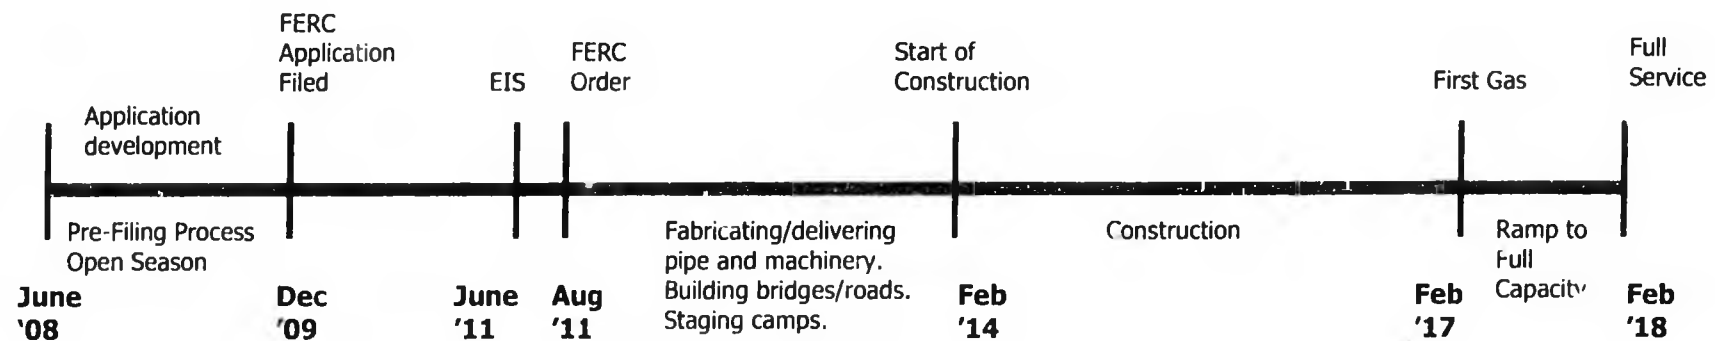 FERC
Application
Filed
EIS
FERC
Order
Start of
Construction
First Gas
Full
Service
Application
development
Pre-Filing Process
Open Season
Fabricating/delivering
pipe and machinery.
Building bridges/roads.
Staging camps.
Construction
Ramp to
Full
Capacity
June
'08
Dec
'09
June
'11
Aug
'11
Feb
'14
Feb
'17
Feb
'18